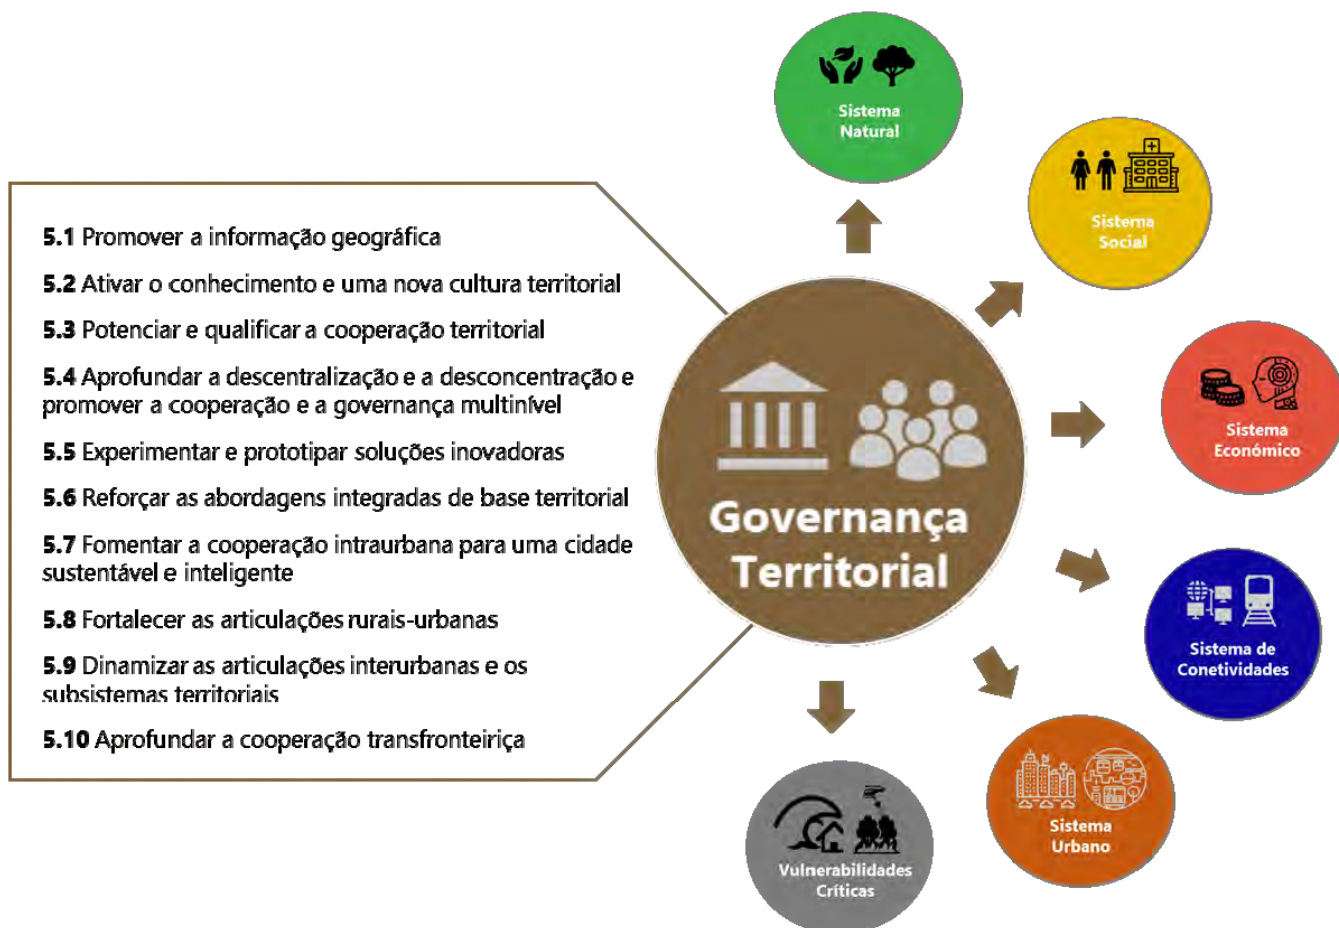 5.1 Promover a informação geográfica
5.2 Ativar o conhecimento e uma nova cultura territorial
5.3 Potenciar e qualificar a cooperação territorial
5.4 Aprofundar a descentralização e a desconcentração e
promover a cooperação e a governança multinível
5.5 Experimentar e prototipar soluções inovadoras
5.6 Reforçar as abordagens integradas de base territorial
5.7 Fomentar a cooperação intraurbana para uma cidade
sustentável e inteligente
5.8 Fortalecer as articulações rurais-urbanas
5.9 Dinamizar as articulações interurbanas e os
subsistemas territoriais
5.10 Aprofundar a cooperação transfronteiriça
Governança
Territorial
Sistema
Natural
Sistema
Social
Sistema
Económico
Sistema de
Conetividades
Sistema
Urbano
Vulnerabilidades
Críticas